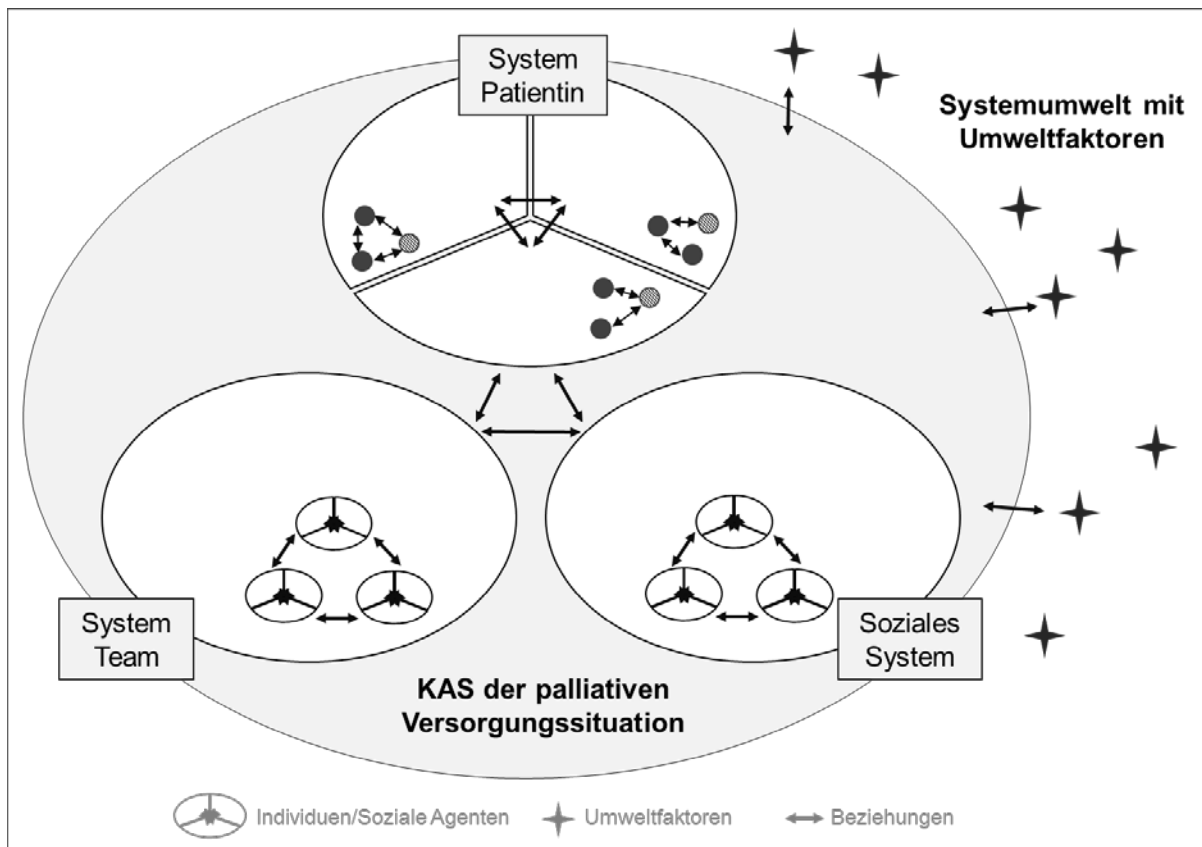 System
Patientin
Systemumwelt mit
Umweltfaktoren
System
Team
Soziales
System
KAS der palliativen
Versorgungssituation
Individuen/Soziale Agenten
Umweltfaktoren
Beziehungen